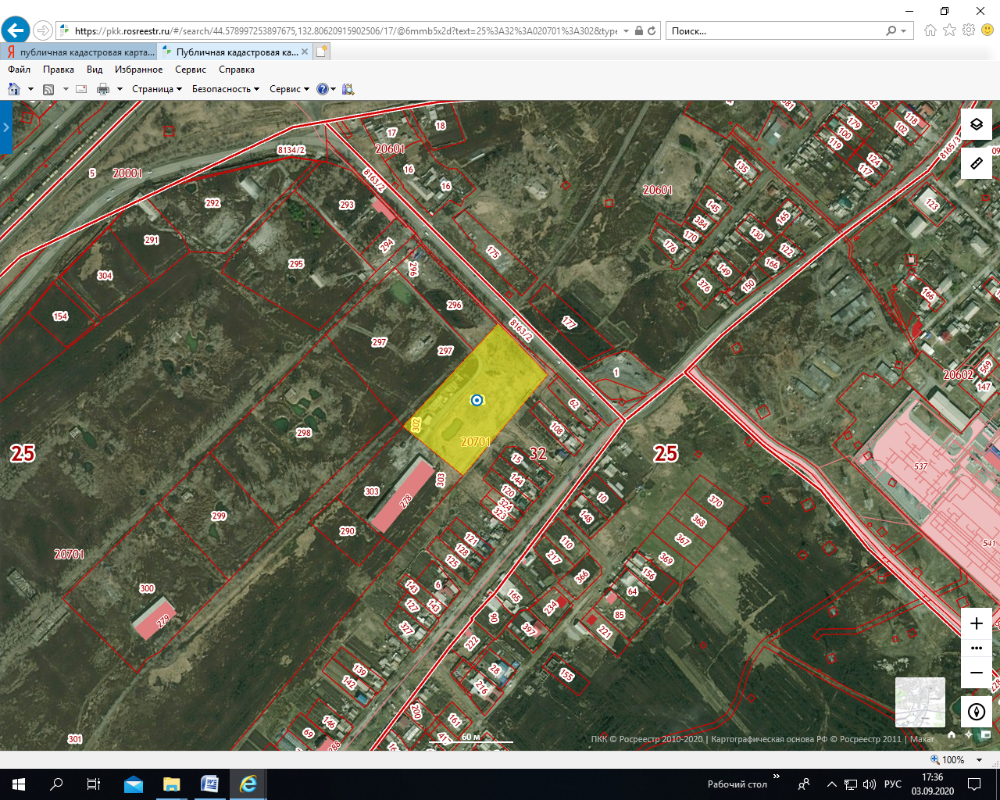 https://pkk.rosreestr.ru/#/search/44.578997253897675,132.80620915902506/17/@6mmb5x2d?text=25%3A32%3A020701%3A302&type
Поиск...
публичная кадастровая карта...
Публичная кадастровая ка...
Файл Правка Вид Избранное Сервис Справка
Страница Безопасность Сервис
17 18 181 182 118
20601 179 100 102
8134/2 119 124 8165/3
5 20001 16 135 117 09
8163/2 16 20601
292 293 145 165 123
384 130
291 294 175 170 122
176 166
304 295 296 149
376 150
166
154 296 177
8163/2
297 297 569
1 20602 147
62
302 108
298 20701
25 32 25
15
303 144 537
303 278 120 10 370
324
299 323 148 368
290 121 367
128 110 541
20701 125 217 369
156
300 143 6 366
165 64
127 143 234
279 85
327 90 397 221
222
139 28
142 155
216 28
200
146 161
301 69 288 41
60 м
ПКК © Росреестр 2010-2020 | Картографическая основа РФ © Росреестр 2011 | Maxar
100%
Рабочий стол
РУС
17:36
03.09.2020